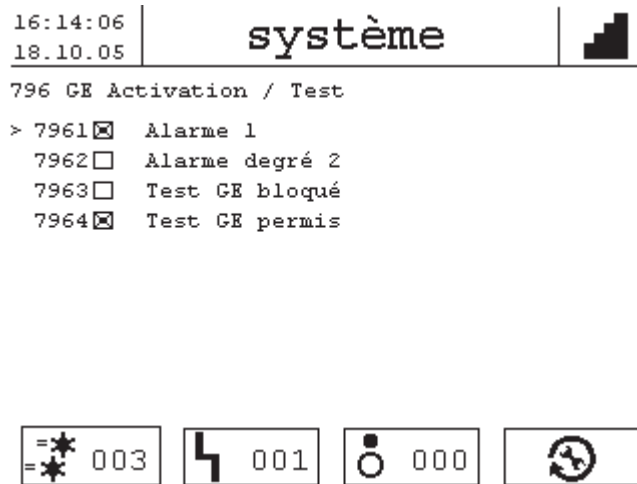 16:14:06
18.10.05
système
796 GE Activation / Test
> 7961 Alarme 1
7962 Alarme degré 2
7963 Test GE bloqué
7964 Test GE permis
003
001
000